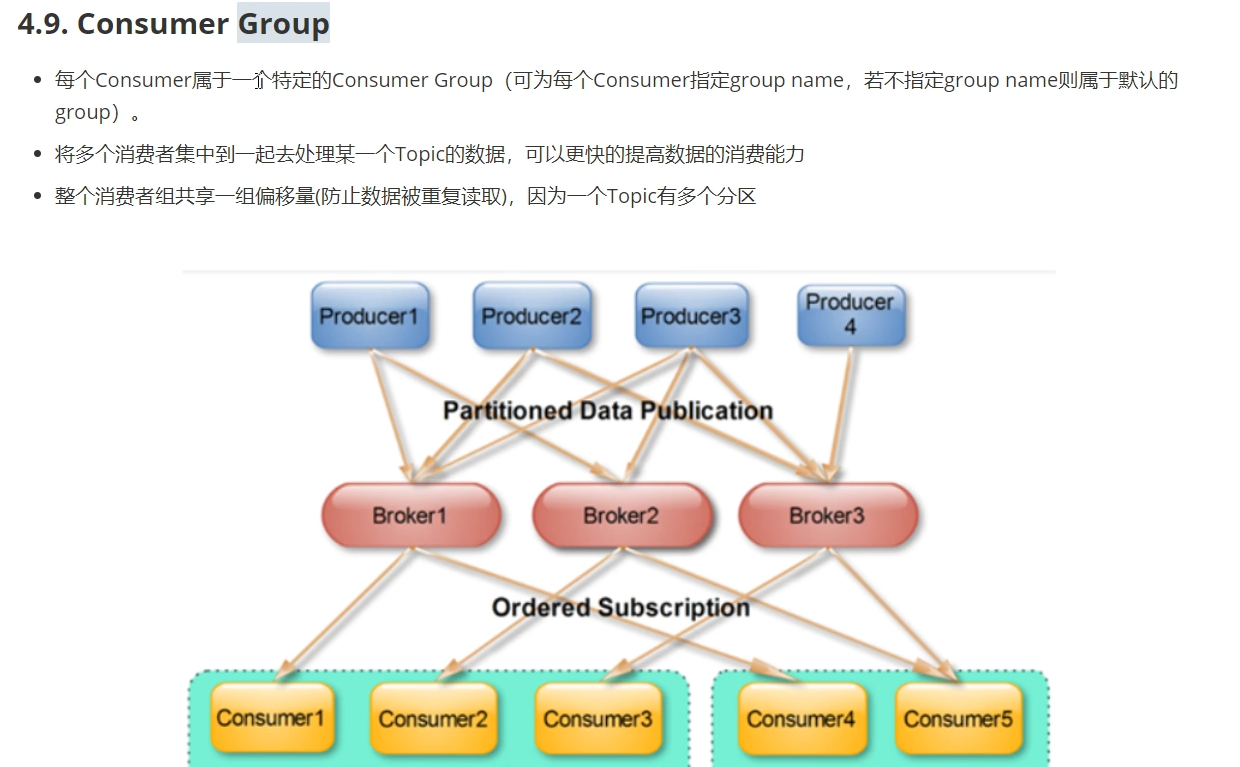 4.9. Consumer Group
每个Consumer属于一个特定的Consumer Group（可为每个Consumer指定group name，若不指定group name则属于默认的
group）。
将多个消费者集中到一起去处理某一个Topic的数据，可以更快的提高数据的消费能力
整个消费者组共享一组偏移量(防止数据被重复读取)，因为一个Topic有多个分区
Producer1
Producer2
Producer3
Producer
4
Partitioned Data Publication
Broker1
Broker2
Broker3
Ordered Subscription
Consumer1
Consumer2
Consumer3
Consumer4
Consumer5